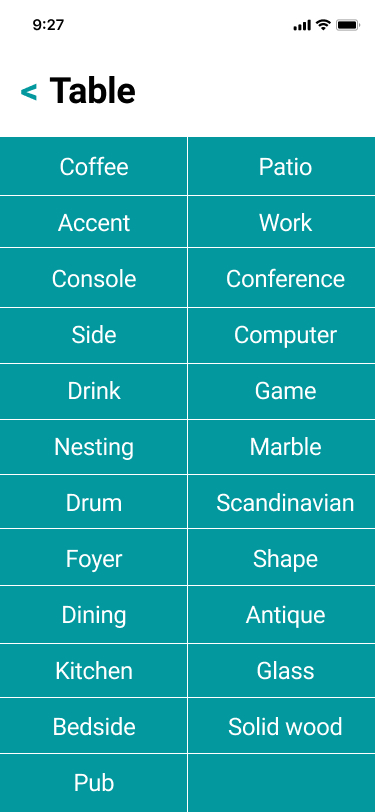 9:27
< Table
Coffee Patio
Accent Work
Console Conference
Side Computer
Drink Game
Nesting Marble
Drum Scandinavian
Foyer Shape
Dining Antique
Kitchen Glass
Bedside Solid wood
Pub